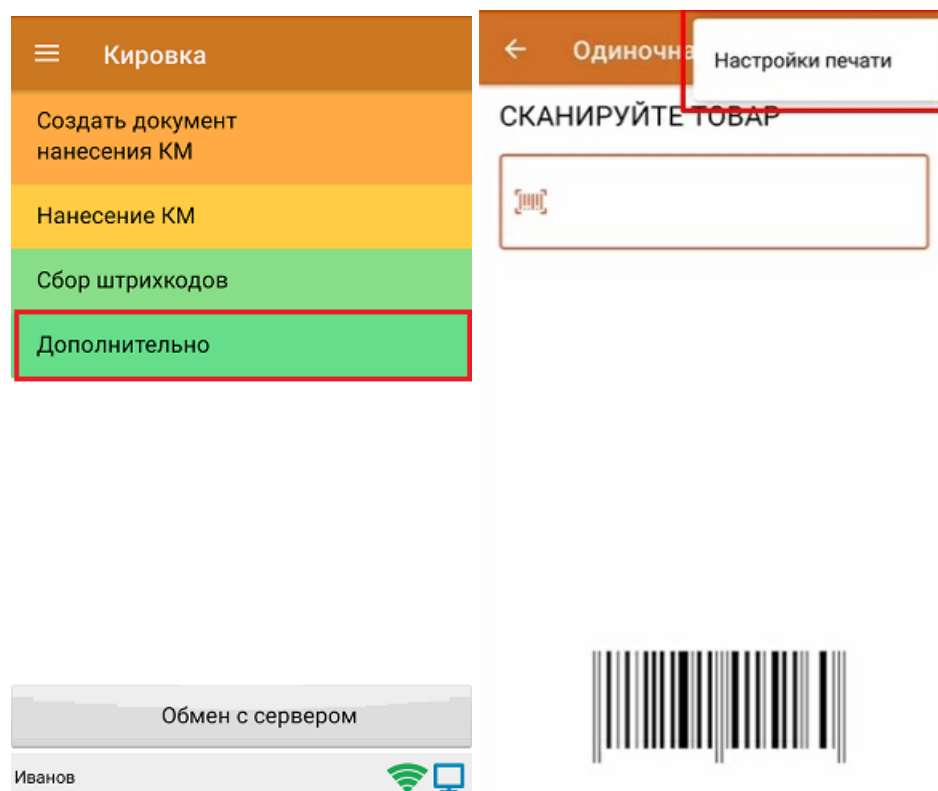 Кировка
Создать документ
нанесения КМ
Нанесение КМ
Сбор штрихкодов
Дополнительно
Обмен с сервером
Иванов
Одиночна
Настройки печати
СКАНИРУЙТЕ ТОВАР